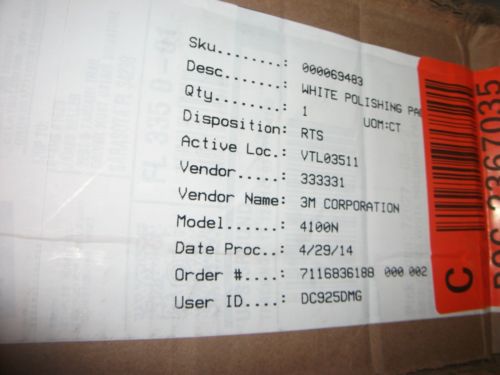 Sku........: 000069483
Desc.......: WHITE POLISHING PA
Qty........: 1 UOM:CT
Disposition: RTS
Active Loc.: VTL03511
Vendor.....: 333331
Vendor Name: 3M CORPORATION
Model......: 4100N
Date Proc..: 4/29/14
Order #....: 7116836188 000 002
User ID....: DC925DMG
C